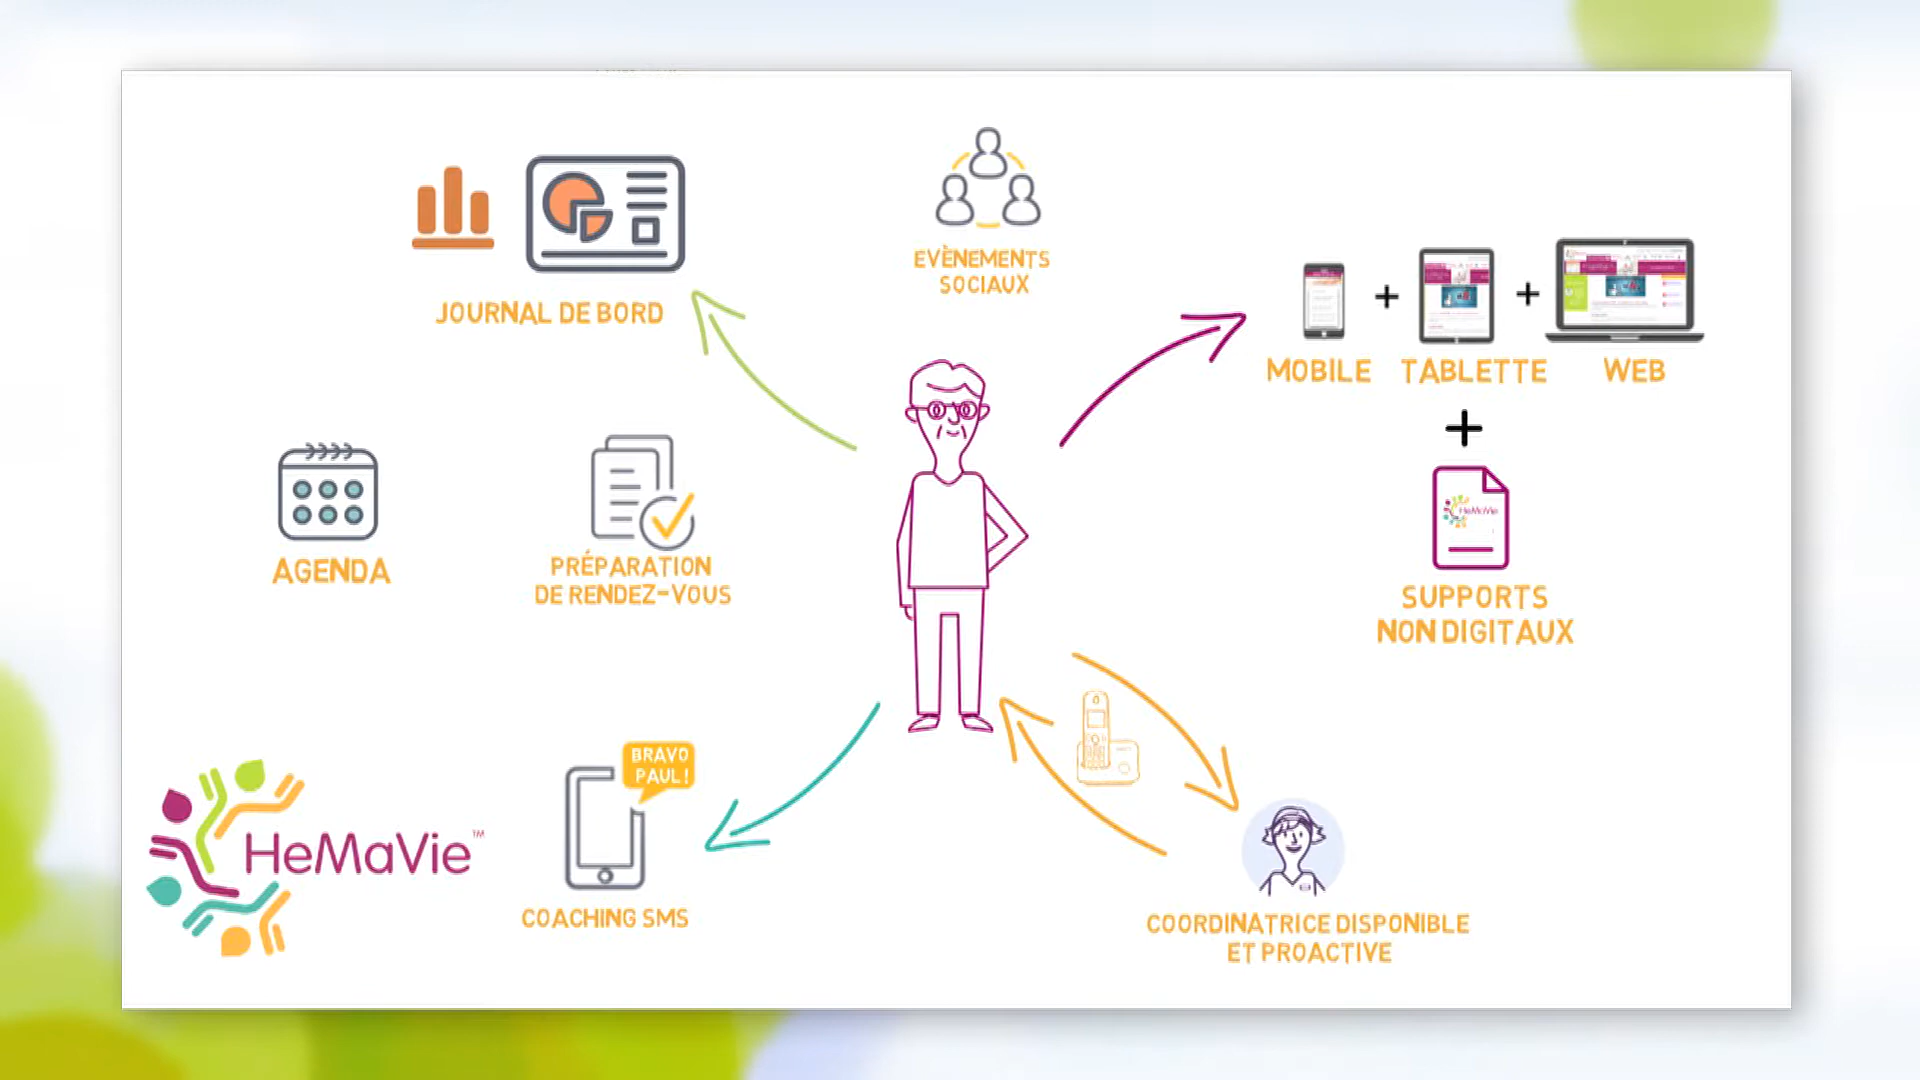 EVÈNEMENTS
SOCIAUX
JOURNAL DE BORD
MOBILE
TABLETTE
WEB
AGENDA
PRÉPARATION
DE RENDEZ-VOUS
HeMaVie
SUPPORTS
NON DIGITAUX
BRAVO
PAUL!
HeMaVie™
COACHING SMS
COORDINATRICE DISPONIBLE
ET PROACTIVE